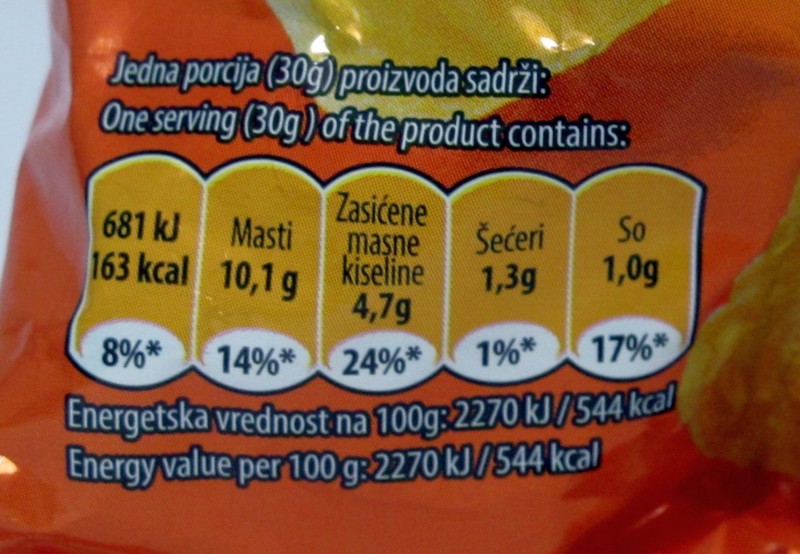 Jedna porcija (30g) proizvoda sadrži:
One serving (30g) of the product contains:
681 kJ
163 kcal
8%*
Masti
10,1 g
14%*
Zasićene
masne
kiseline
4,7g
24%*
Šećeri
1,3g
1%*
So
1,0g
17%*
Energetska vrednost na 100g: 2270 kJ / 544 kcal
Energy value per 100 g: 2270 kJ / 544 kcal